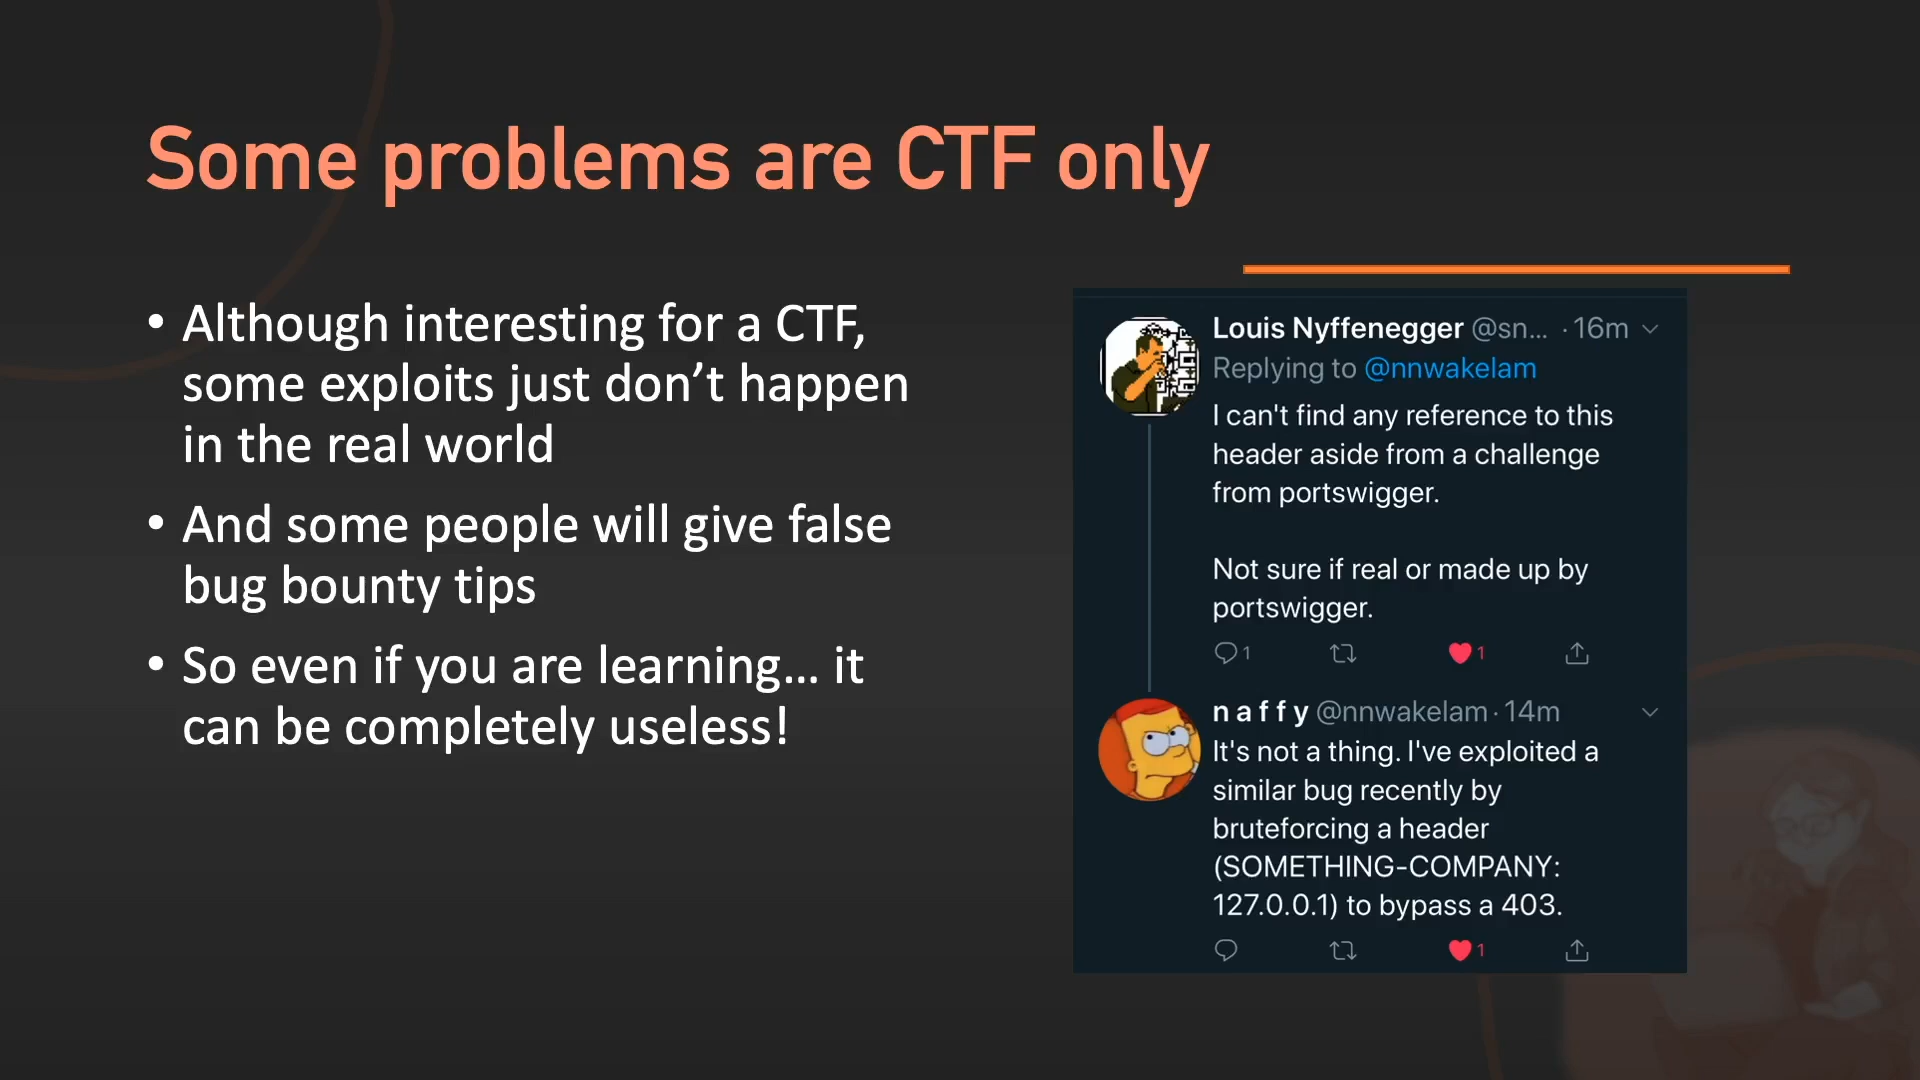 Some problems are CTF only
• Although interesting for a CTF,
some exploits just don’t happen
in the real world
• And some people will give false
bug bounty tips
• So even if you are learning... it
can be completely useless!
Louis Nyffenegger @sn... · 16m
Replying to @nnwakelam
I can't find any reference to this
header aside from a challenge
from portswigger.
Not sure if real or made up by
portswigger.
1 1
n a f f y @nnwakelam · 14m
It's not a thing. I've exploited a
similar bug recently by
bruteforcing a header
(SOMETHING-COMPANY:
127.0.0.1) to bypass a 403.
1